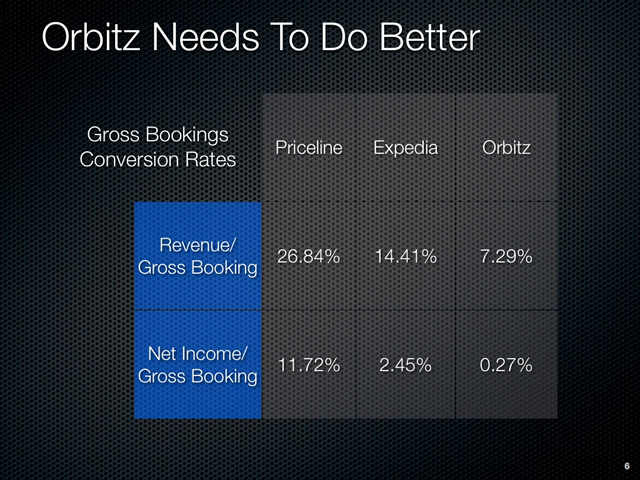 Orbitz Needs To Do Better
Gross Bookings
Conversion Rates
Priceline Expedia Orbitz
Revenue/
Gross Booking
26.84% 14.41% 7.29%
Net Income/
Gross Booking
11.72% 2.45% 0.27%
6